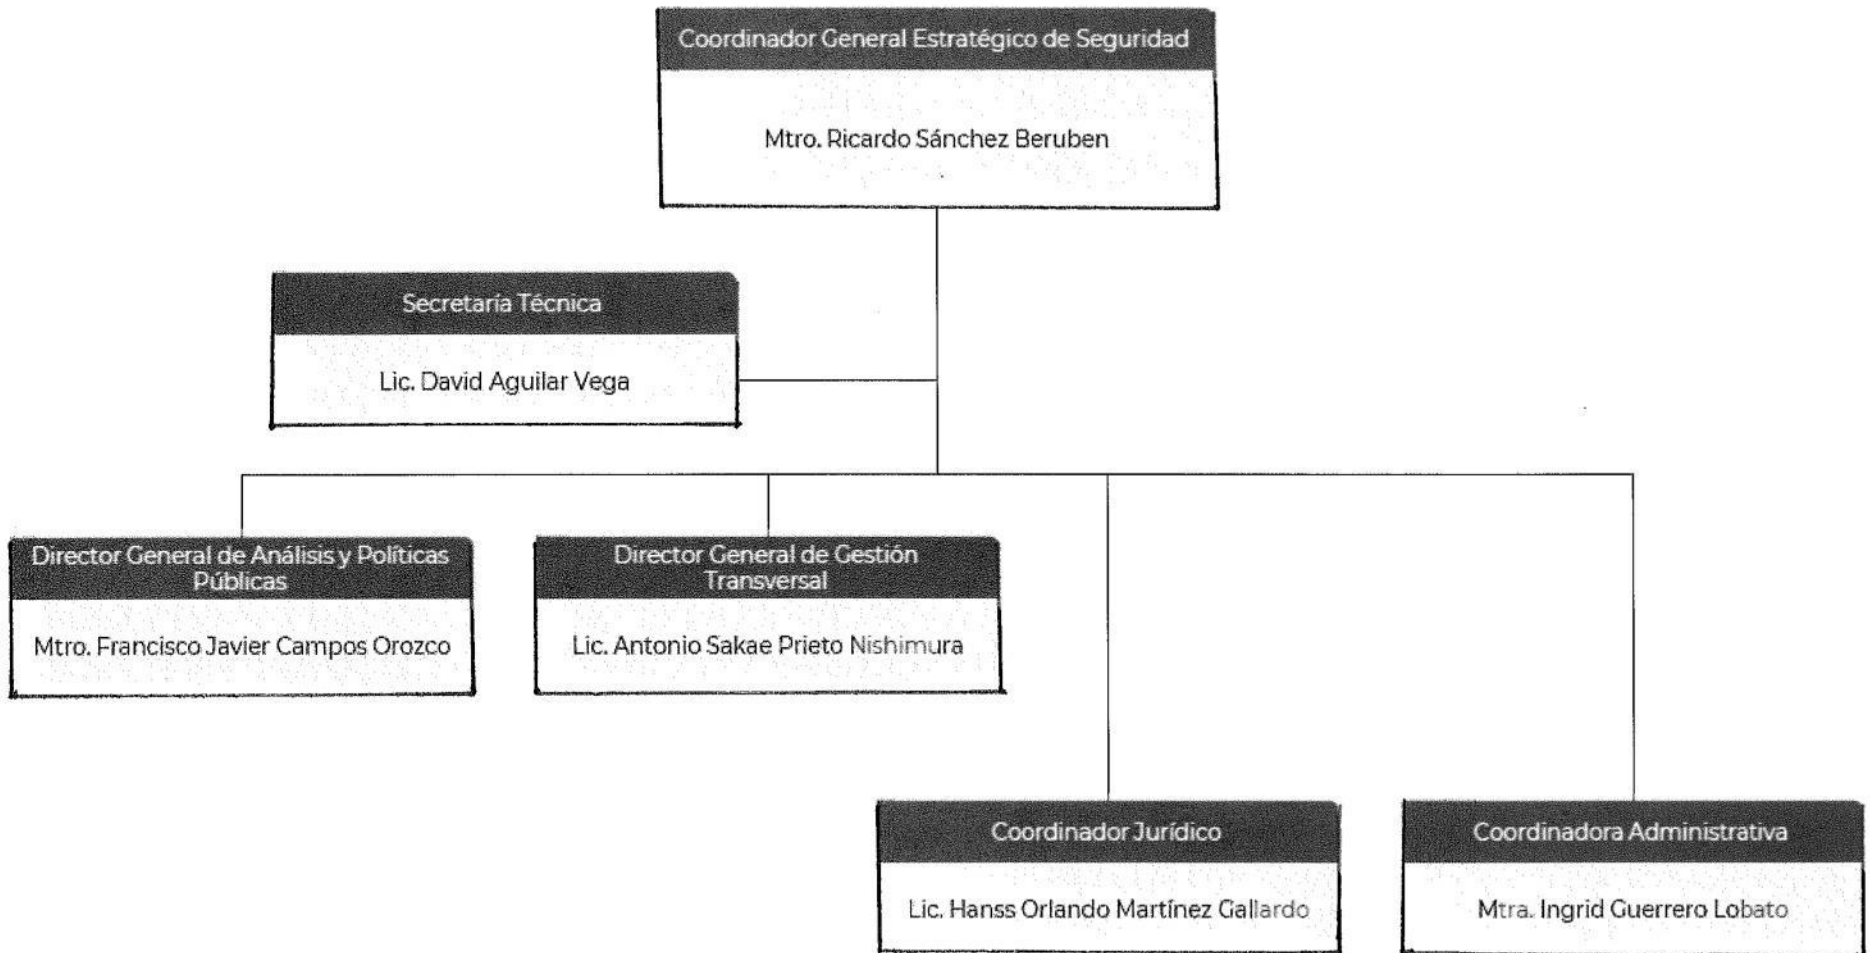 Coordinador General Estratégico de Seguridad
Mtro. Ricardo Sánchez Beruben
Secretaría Técnica
Lic. David Aguilar Vega
Director General de Análisis y Políticas
Públicas
Mtro. Francisco Javier Campos Orozco
Director General de Gestión
Transversal
Lic. Antonio Sakae Prieto Nishimura
Coordinador Jurídico
Lic. Hanss Orlando Martínez Gallardo
Coordinadora Administrativa
Mtra. Ingrid Guerrero Lobato